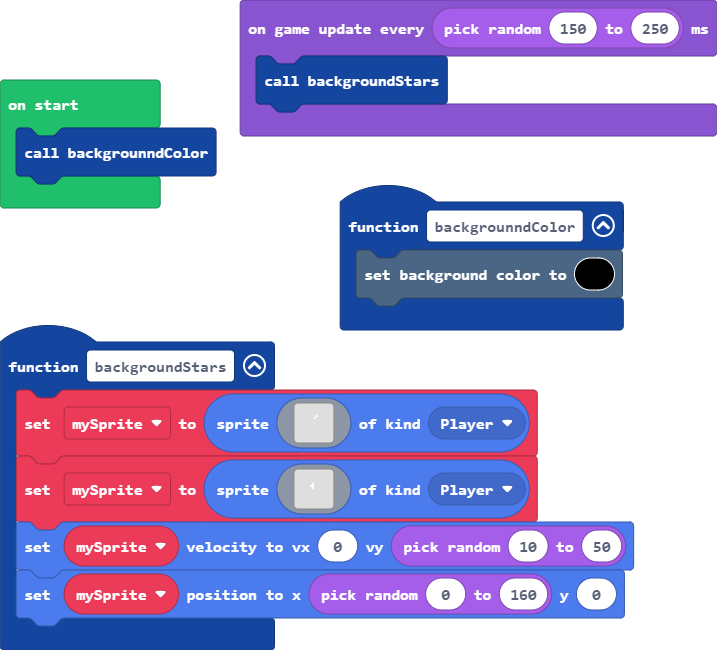 on game update every pick random 150 to 250 ms
call backgroundStars
on start
call backgrounndColor
function backgrounndColor
set background color to
function backgroundStars
set mySprite to sprite of kind Player
set mySprite to sprite of kind Player
set mySprite velocity to vx 0 vy pick random 10 to 50
set mySprite position to x pick random 0 to 160 y 0